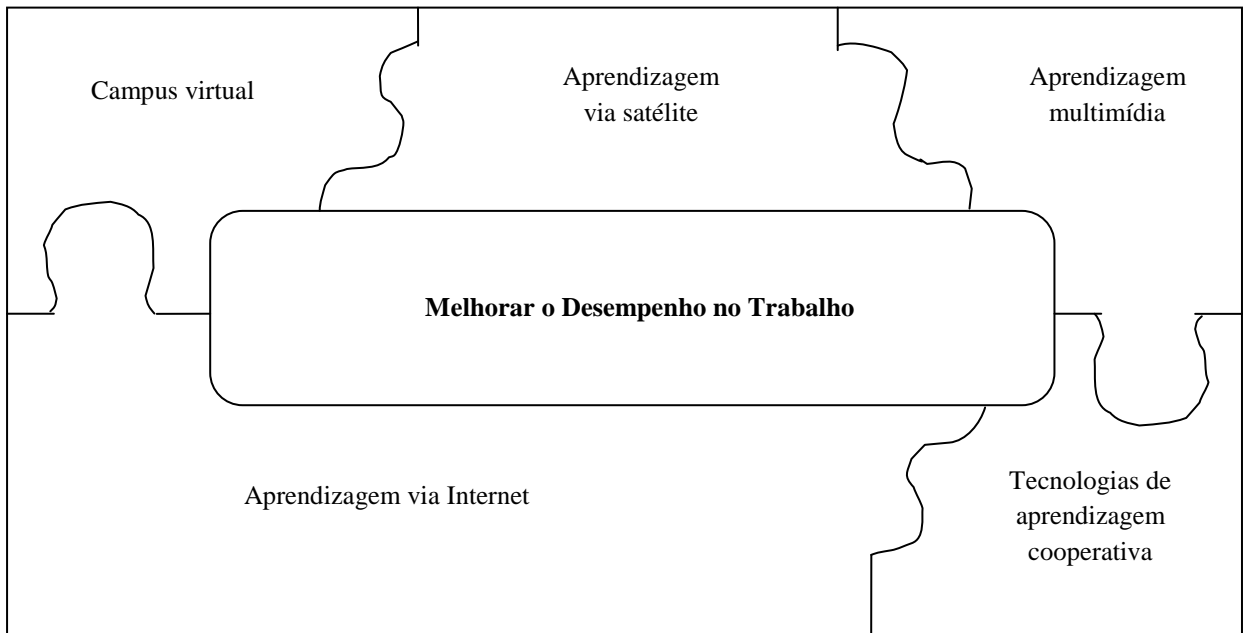 Campus virtual
Aprendizagem
via satélite
Aprendizagem
multimídia
Melhorar o Desempenho no Trabalho
Aprendizagem via Internet
Tecnologias de
aprendizagem
cooperativa